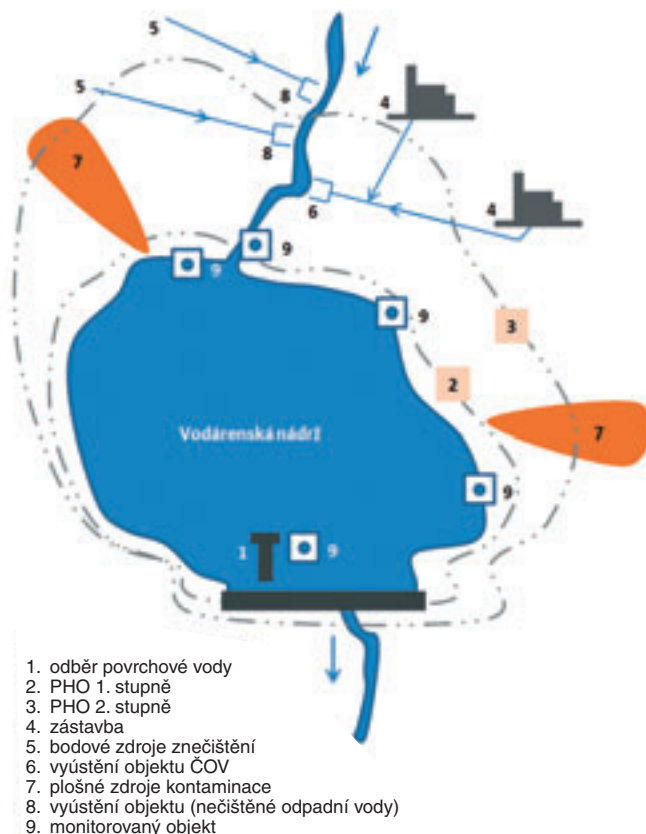 5
5
8
4
8
7
6
4
9
9
9
3
2
Vodárenská nádrž
7
9
1
9
1. odběr povrchové vody
2. PHO 1. stupně
3. PHO 2. stupně
4. zástavba
5. bodové zdroje znečištění
6. vyústění objektu ČOV
7. plošné zdroje kontaminace
8. vyústění objektu (nečištěné odpadní vody)
9. monitorovaný objekt